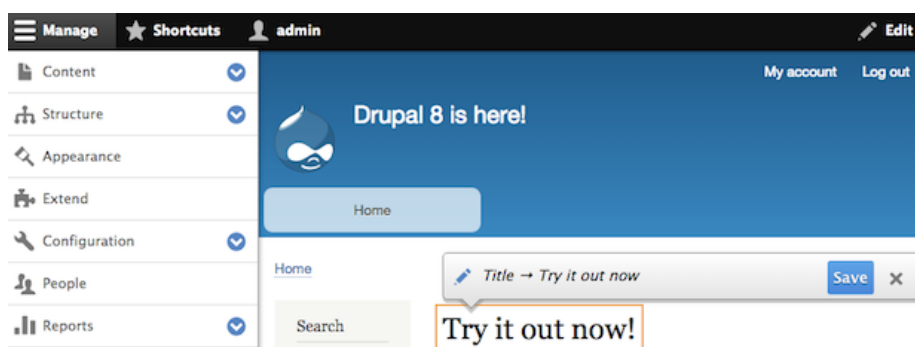 Manage Shortcuts admin Edit
Content
My account Log out
Structure
Drupal 8 is here!
Appearance
Extend
Home
Configuration
Home
Title → Try it out now
Save
People
Reports
Search
Try it out now!